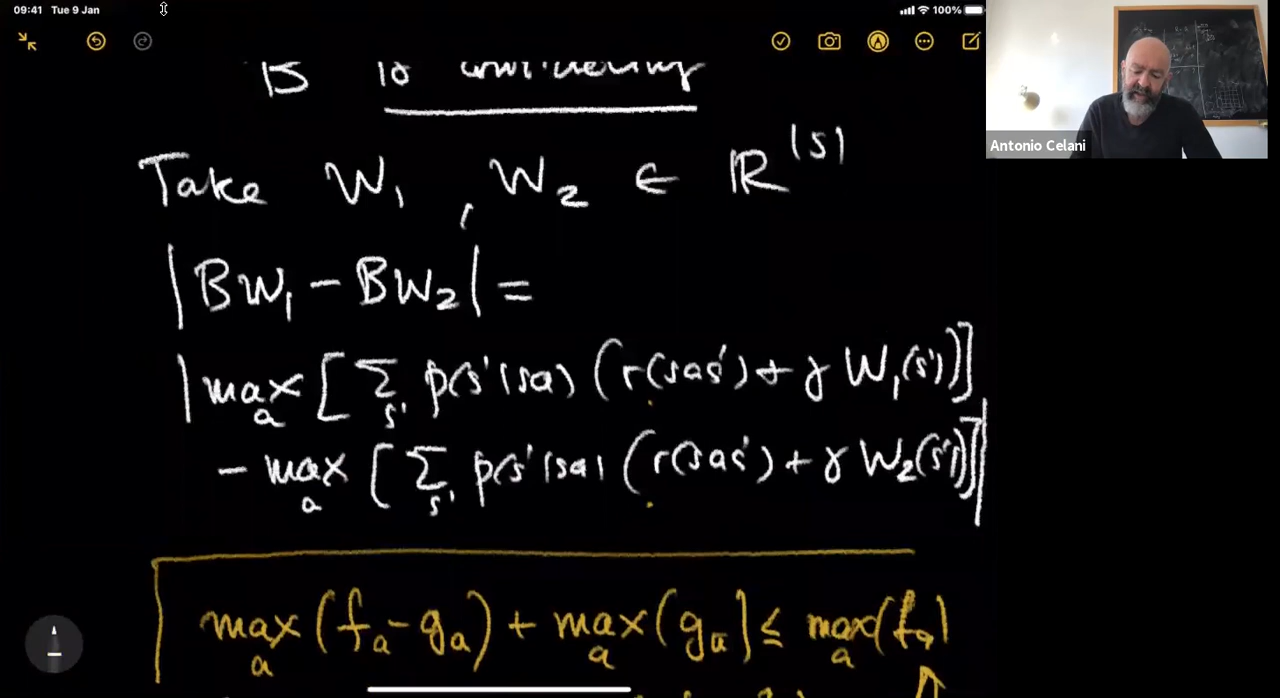 09:41 Tue 9 Jan
100%
Antonio Celani
B is
Take W₁, W₂ ∈ ℝ^|S|
|BW₁ - BW₂| =
|max_a [ Σ_s' p(s'|sa) (r(sas') + γ W₁(s'))]
- max_a [ Σ_s' p(s'|sa) (r(sas') + γ W₂(s'))]|
max_a (f_a - g_a) + max_a (g_a) ≤ max_a (f_a)